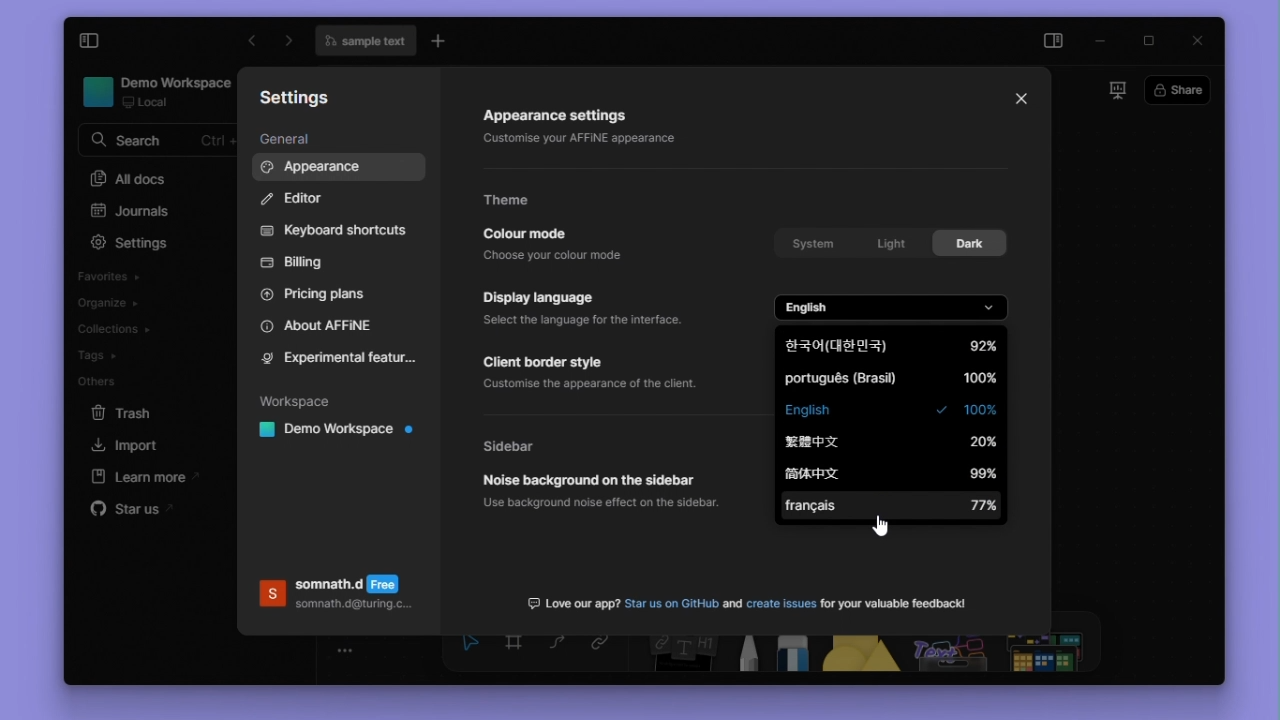 sample text
Demo Workspace
Local
Share
Search Ctrl +
All docs
Journals
Settings
Favorites
Organize
Collections
Tags
Others
Trash
Import
Learn more
Star us
Settings
General
Appearance
Editor
Keyboard shortcuts
Billing
Pricing plans
About AFFiNE
Experimental featur...
Workspace
Demo Workspace
S
somnath.d Free
somnath.d@turing.c...
Appearance settings
Customise your AFFiNE appearance
Theme
Colour mode
Choose your colour mode
System Light Dark
Display language
Select the language for the interface.
English
한국어(대한민국) 92%
português (Brasil) 100%
English 100%
繁體中文 20%
简体中文 99%
français 77%
Client border style
Customise the appearance of the client.
Sidebar
Noise background on the sidebar
Use background noise effect on the sidebar.
Love our app? Star us on GitHub and create issues for your valuable feedback!
T H1
Text